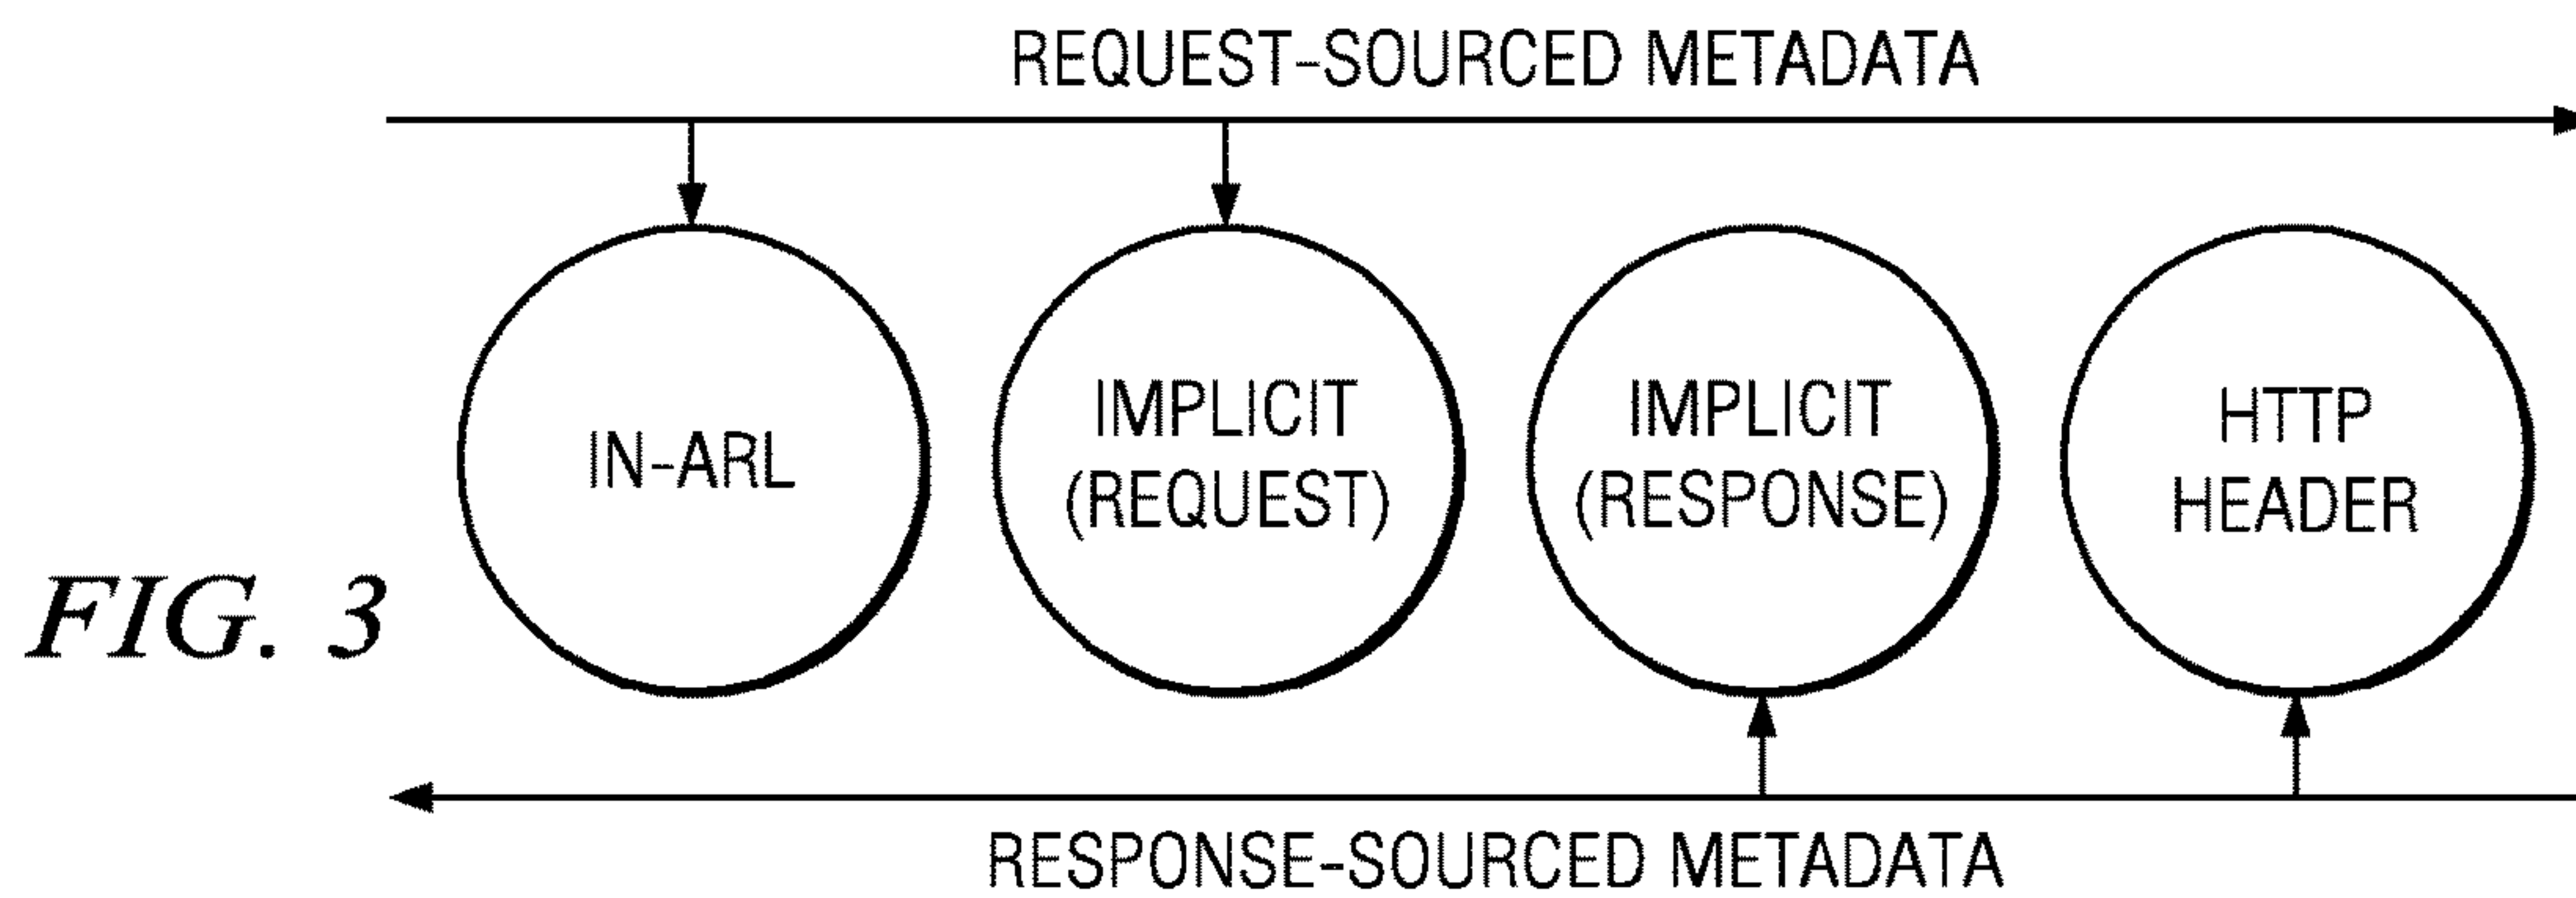 REQUEST-SOURCED METADATA
IN-ARL
IMPLICIT
(REQUEST)
IMPLICIT
(RESPONSE)
HTTP
HEADER
FIG. 3
RESPONSE-SOURCED METADATA